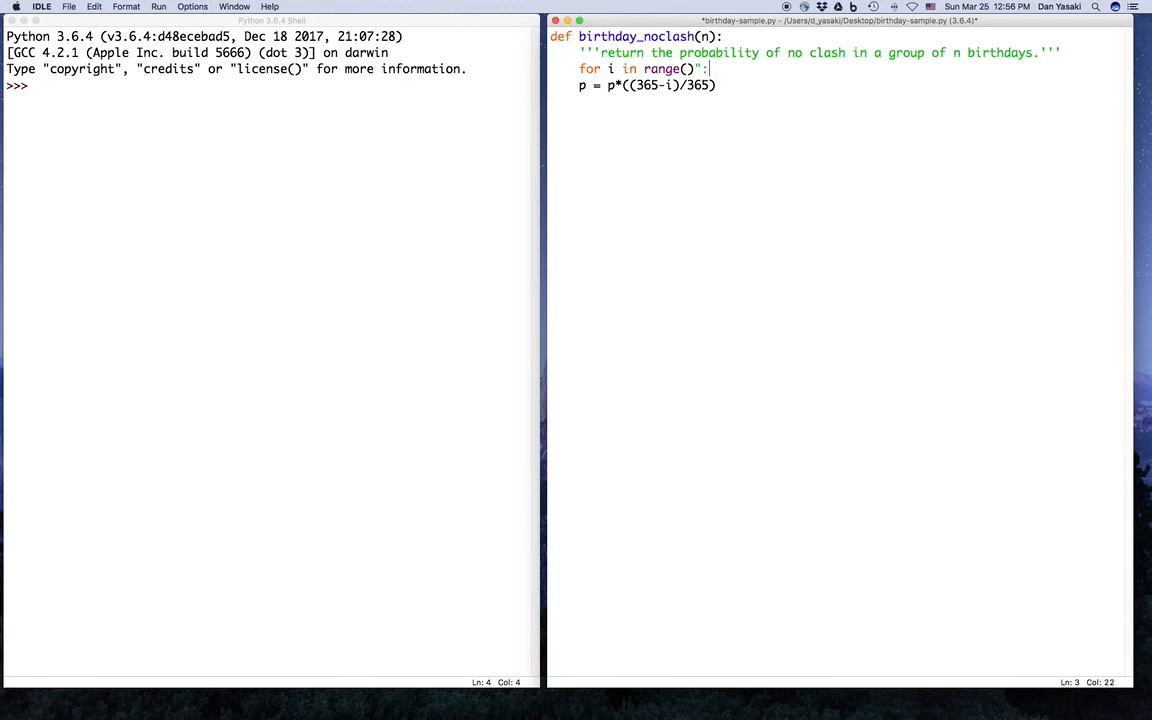 IDLE File Edit Format Run Options Window Help Sun Mar 25 12:56 PM Dan Yasaki
Python 3.6.4 Shell
Python 3.6.4 (v3.6.4:d48ecebad5, Dec 18 2017, 21:07:28)
[GCC 4.2.1 (Apple Inc. build 5666) (dot 3)] on darwin
Type "copyright", "credits" or "license()" for more information.
>>>
Ln: 4 Col: 4
*birthday-sample.py - /Users/d_yasaki/Desktop/birthday-sample.py (3.6.4)*
def birthday_noclash(n):
'''return the probability of no clash in a group of n birthdays.'''
for i in range()":
p = p*((365-i)/365)
Ln: 3 Col: 22